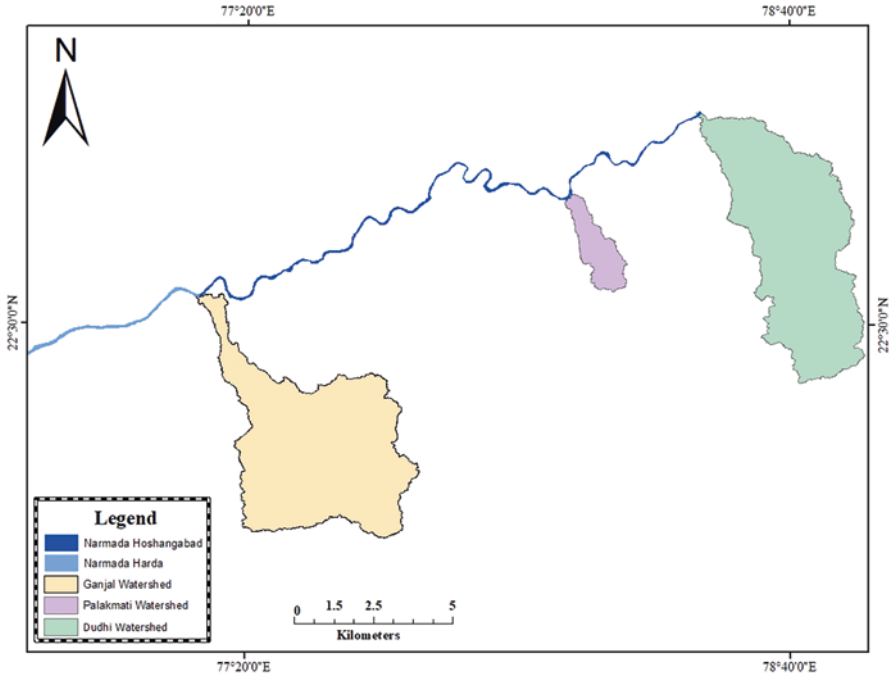 77°20'0"E 78°40'0"E
N
22°30'0"N 22°30'0"N
Legend
Narmada Hoshangabad
Narmada Harda
Ganjal Watershed
Palakmati Watershed
Dudhi Watershed
0 1.5 2.5 5
Kilometers
77°20'0"E 78°40'0"E